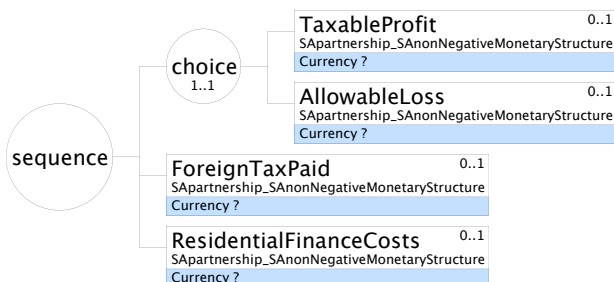 TaxableProfit 0..1
SApartnership_SAnonNegativeMonetaryStructure
Currency ?
choice
1..1
AllowableLoss 0..1
SApartnership_SAnonNegativeMonetaryStructure
Currency ?
sequence
ForeignTaxPaid 0..1
SApartnership_SAnonNegativeMonetaryStructure
Currency ?
ResidentialFinanceCosts 0..1
SApartnership_SAnonNegativeMonetaryStructure
Currency ?